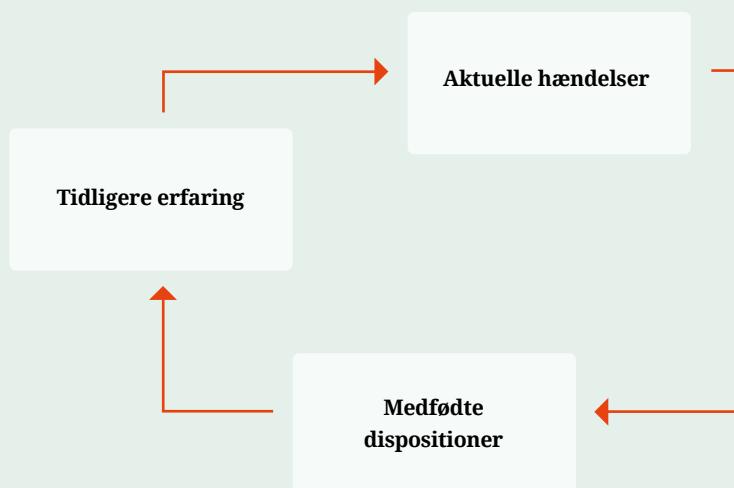 Aktuelle hændelser
Tidligere erfaring
Medfødte
dispositioner